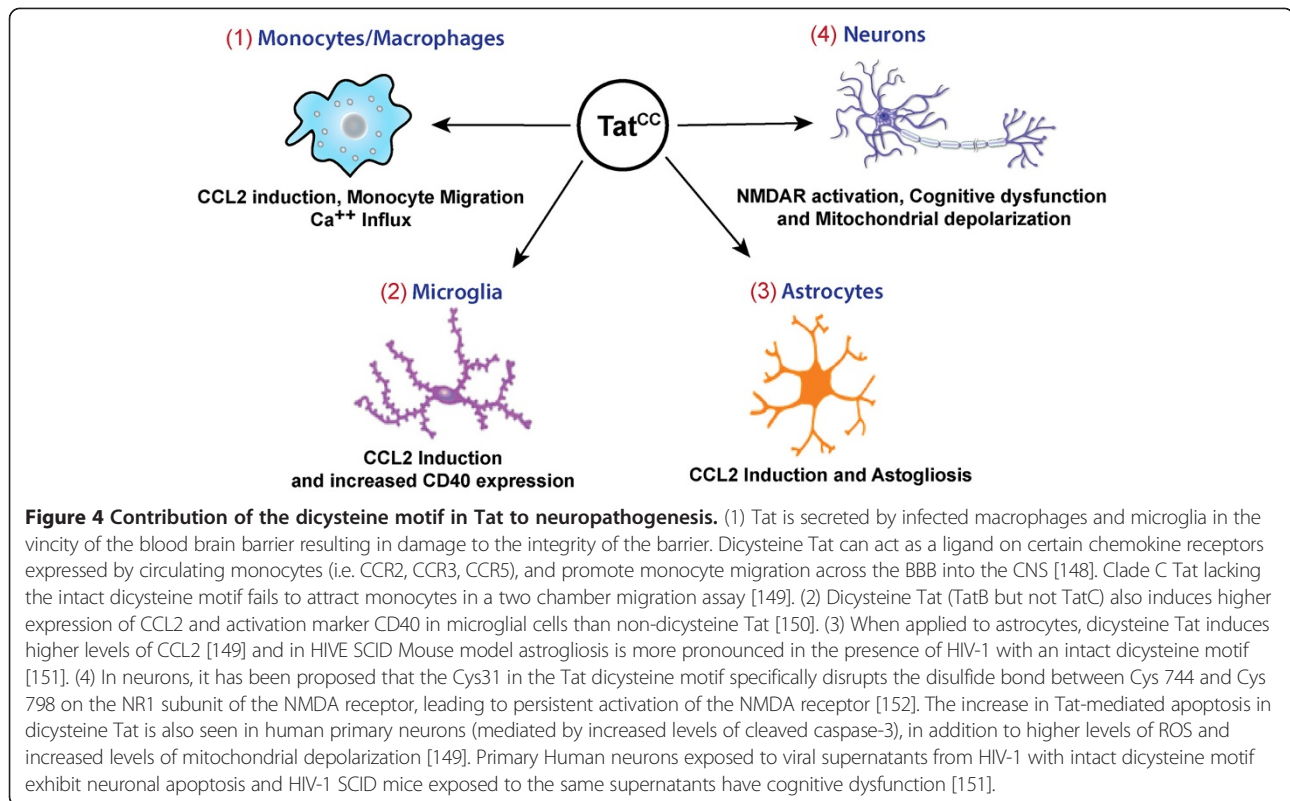 (1) Monocytes/Macrophages
(4) Neurons
Tat^CC
CCL2 induction, Monocyte Migration
Ca++ Influx
NMDAR activation, Cognitive dysfunction
and Mitochondrial depolarization
(2) Microglia
(3) Astrocytes
CCL2 Induction
and increased CD40 expression
CCL2 Induction and Astogliosis
Figure 4 Contribution of the dicysteine motif in Tat to neuropathogenesis. (1) Tat is secreted by infected macrophages and microglia in the
vincity of the blood brain barrier resulting in damage to the integrity of the barrier. Dicysteine Tat can act as a ligand on certain chemokine receptors
expressed by circulating monocytes (i.e. CCR2, CCR3, CCR5), and promote monocyte migration across the BBB into the CNS [148]. Clade C Tat lacking
the intact dicysteine motif fails to attract monocytes in a two chamber migration assay [149]. (2) Dicysteine Tat (TatB but not TatC) also induces higher
expression of CCL2 and activation marker CD40 in microglial cells than non-dicysteine Tat [150]. (3) When applied to astrocytes, dicysteine Tat induces
higher levels of CCL2 [149] and in HIVE SCID Mouse model astrogliosis is more pronounced in the presence of HIV-1 with an intact dicysteine motif
[151]. (4) In neurons, it has been proposed that the Cys31 in the Tat dicysteine motif specifically disrupts the disulfide bond between Cys 744 and Cys
798 on the NR1 subunit of the NMDA receptor, leading to persistent activation of the NMDA receptor [152]. The increase in Tat-mediated apoptosis in
dicysteine Tat is also seen in human primary neurons (mediated by increased levels of cleaved caspase-3), in addition to higher levels of ROS and
increased levels of mitochondrial depolarization [149]. Primary Human neurons exposed to viral supernatants from HIV-1 with intact dicysteine motif
exhibit neuronal apoptosis and HIV-1 SCID mice exposed to the same supernatants have cognitive dysfunction [151].